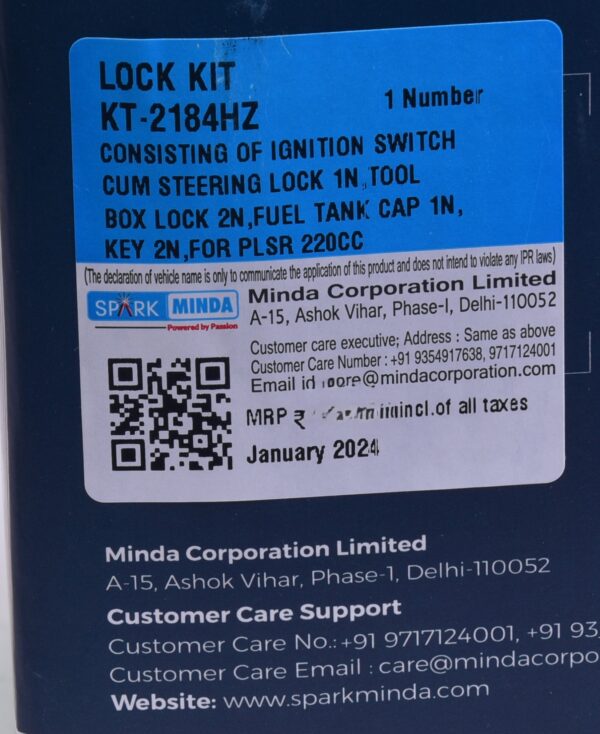 LOCK KIT
KT-2184HZ 1 Number
CONSISTING OF IGNITION SWITCH
CUM STEERING LOCK 1N,TOOL
BOX LOCK 2N,FUEL TANK CAP 1N,
KEY 2N,FOR PLSR 220CC
(The declaration of vehicle name is only to communicate the application of this product and does not intend to violate any IPR laws)
SPARK MINDA
Powered by Passion
Minda Corporation Limited
A-15, Ashok Vihar, Phase-I, Delhi-110052
Customer care executive; Address : Same as above
Customer Care Number : +91 9354917638, 9717124001
Email id @mindacorporation.com
MRP ₹ incl.of all taxes
January 2024
Minda Corporation Limited
A-15, Ashok Vihar, Phase-1, Delhi-110052
Customer Care Support
Customer Care No.:+91 9717124001, +91 93
Customer Care Email : care@mindacorpo
Website: www.sparkminda.com